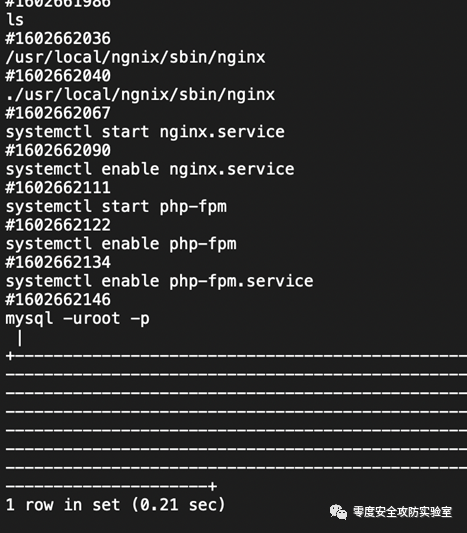 #1602661986
ls
#1602662036
/usr/local/ngnix/sbin/nginx
#1602662040
./usr/local/ngnix/sbin/nginx
#1602662067
systemctl start nginx.service
#1602662090
systemctl enable nginx.service
#1602662111
systemctl start php-fpm
#1602662122
systemctl enable php-fpm
#1602662134
systemctl enable php-fpm.service
#1602662146
mysql -uroot -p
|
+-----------------------------------------------
------------------------------------------------
------------------------------------------------
------------------------------------------------
------------------------------------------------
------------------------------------------------
------------------------------------------------
---------------------+
1 row in set (0.21 sec)
零度安全攻防实验室